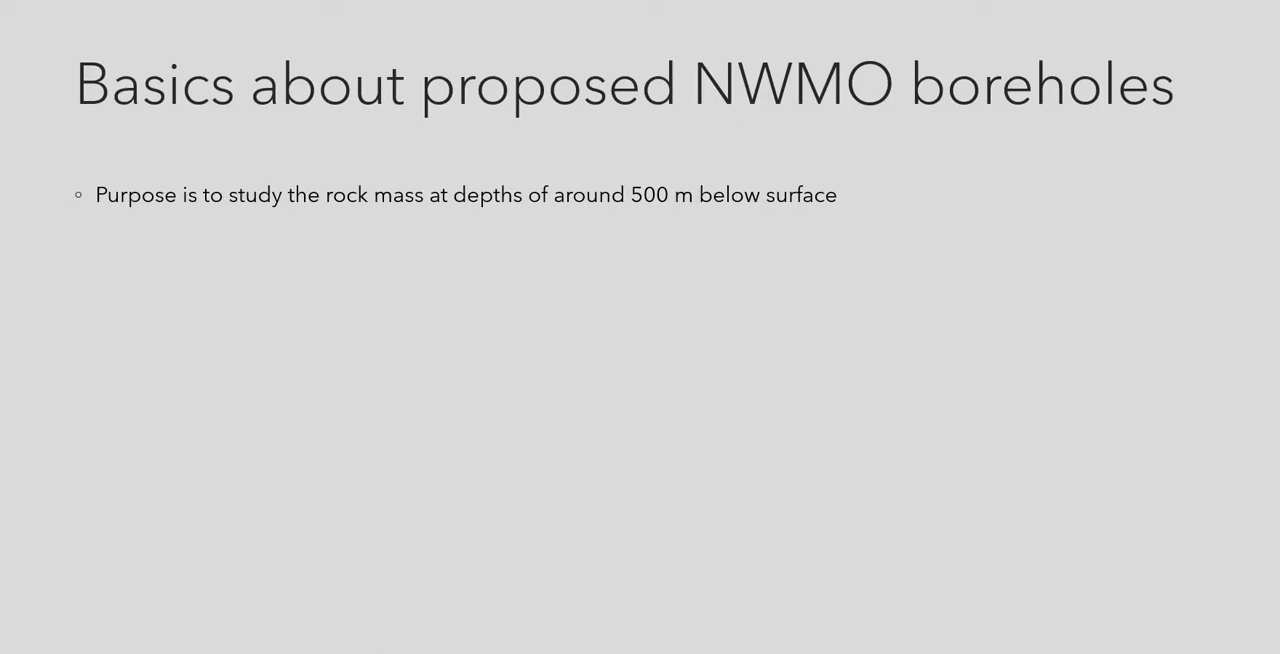 Basics about proposed NWMO boreholes
◦ Purpose is to study the rock mass at depths of around 500 m below surface